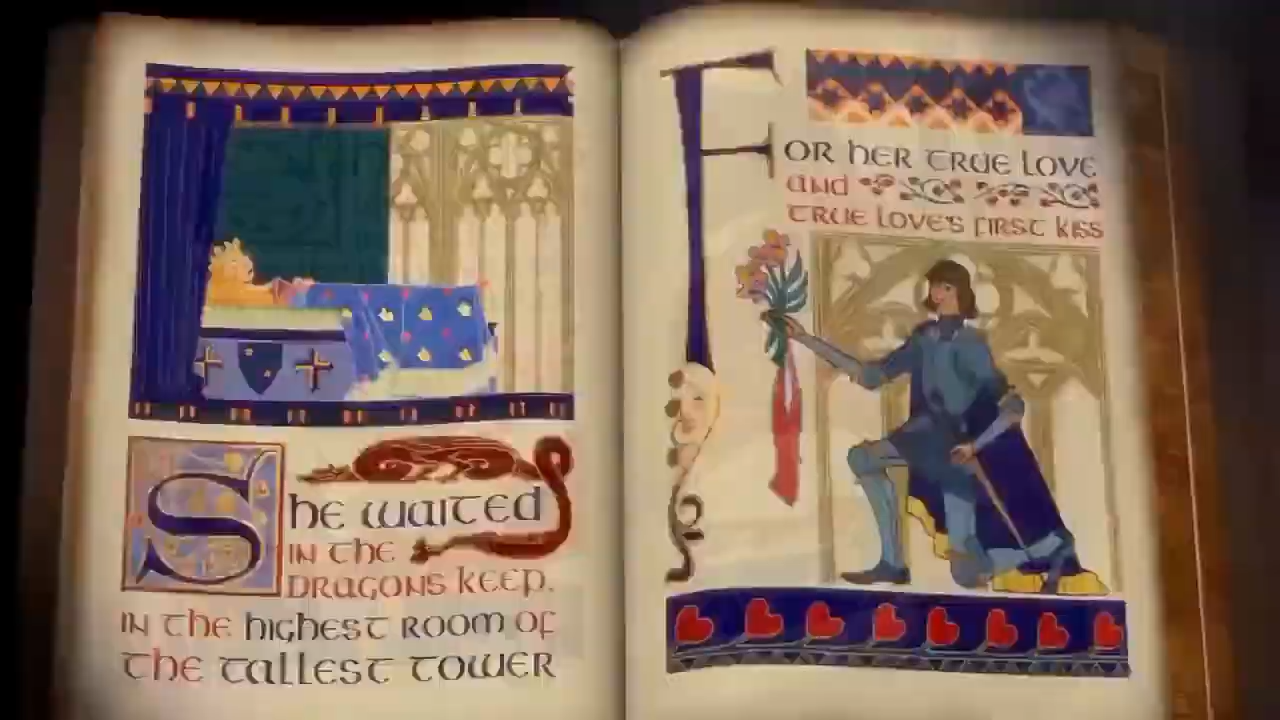 She waited
in the
dragons keep.
in the highest room of
the tallest tower
For her true love
and
true love's first kiss